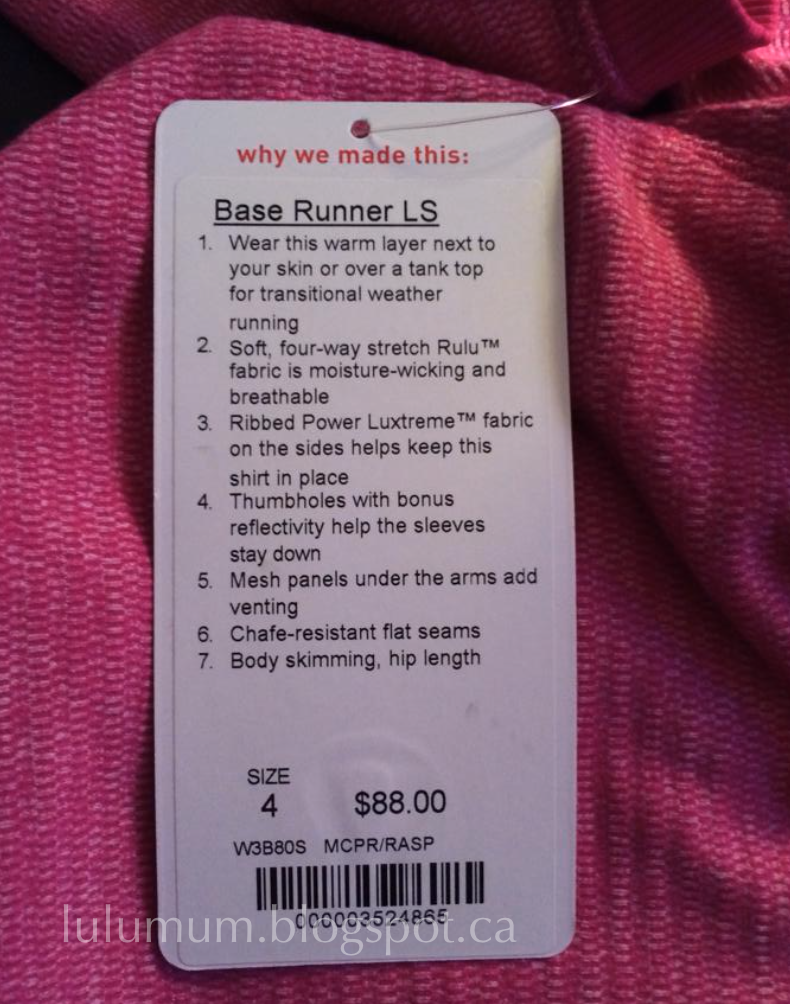 why we made this:
Base Runner LS
1. Wear this warm layer next to
your skin or over a tank top
for transitional weather
running
2. Soft, four-way stretch Rulu™
fabric is moisture-wicking and
breathable
3. Ribbed Power Luxtreme™ fabric
on the sides helps keep this
shirt in place
4. Thumbholes with bonus
reflectivity help the sleeves
stay down
5. Mesh panels under the arms add
venting
6. Chafe-resistant flat seams
7. Body skimming, hip length
SIZE
4 $88.00
W3B80S MCPR/RASP
000003524865
lulumum.blogspot.ca